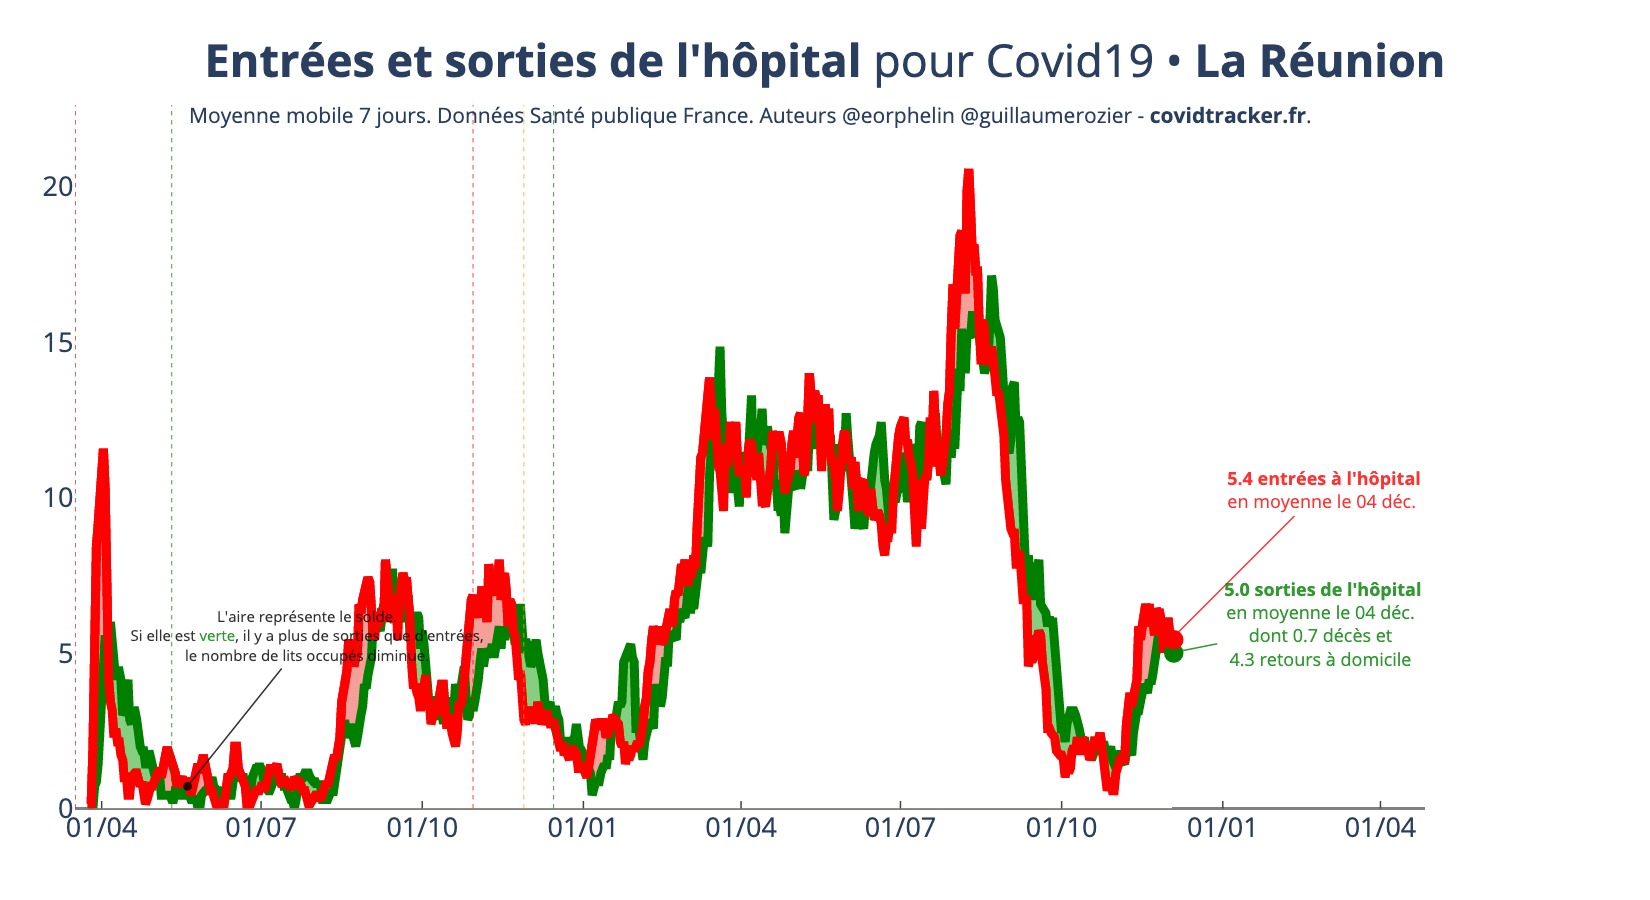 Entrées et sorties de l'hôpital pour Covid19 • La Réunion
Moyenne mobile 7 jours. Données Santé publique France. Auteurs @eorphelin @guillaumerozier - covidtracker.fr.
20
15
10
5
0
5.4 entrées à l'hôpital
en moyenne le 04 déc.
5.0 sorties de l'hôpital
en moyenne le 04 déc.
dont 0.7 décès et
4.3 retours à domicile
L'aire représente le solde.
Si elle est verte, il y a plus de sorties que d'entrées,
le nombre de lits occupés diminue.
01/04 01/07 01/10 01/01 01/04 01/07 01/10 01/01 01/04